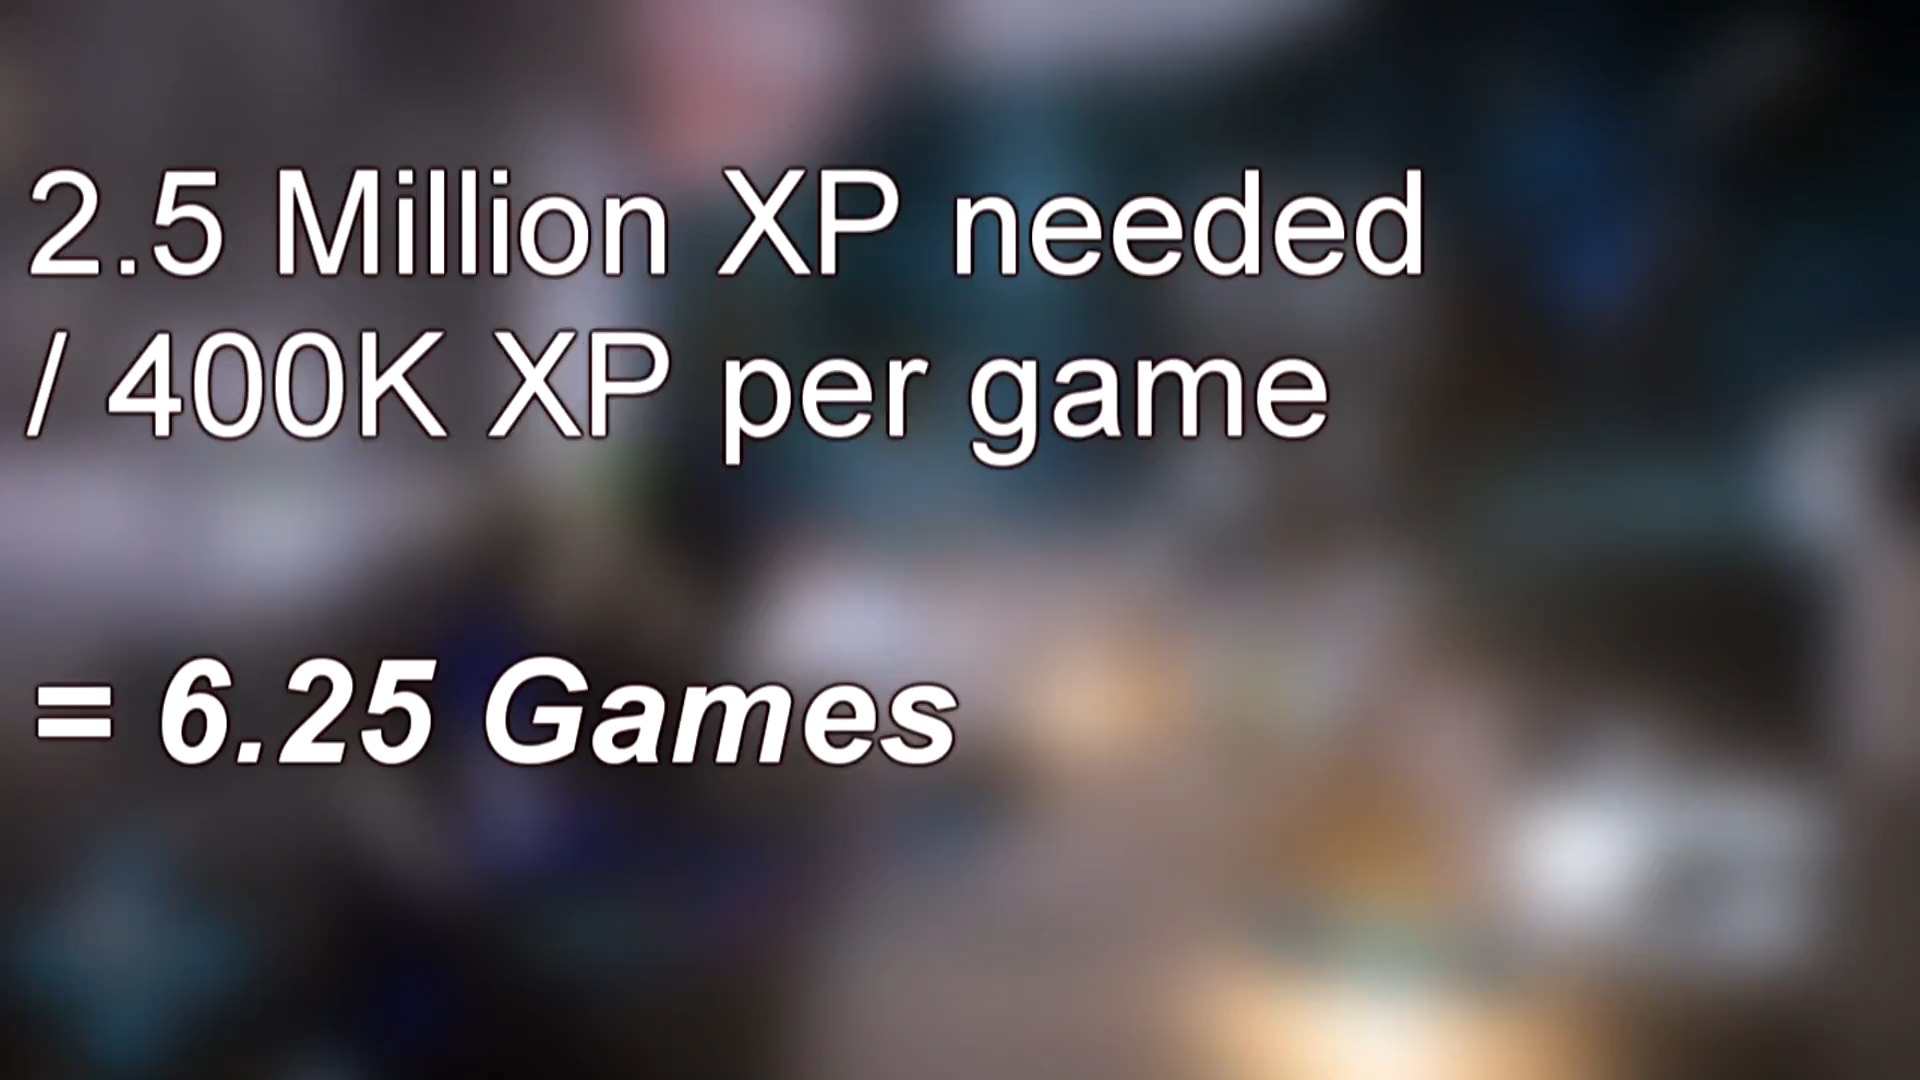 2.5 Million XP needed
/ 400K XP per game
= 6.25 Games